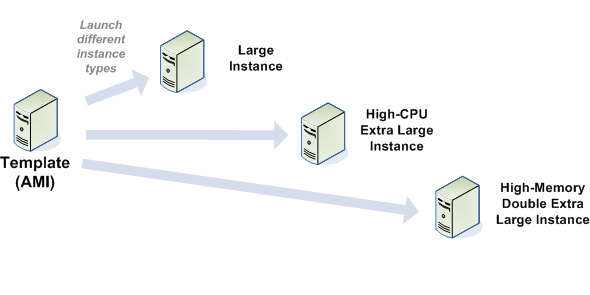 Launch
different
instance
types
Large
Instance
High-CPU
Extra Large
Instance
Template
(AMI)
High-Memory
Double Extra
Large Instance